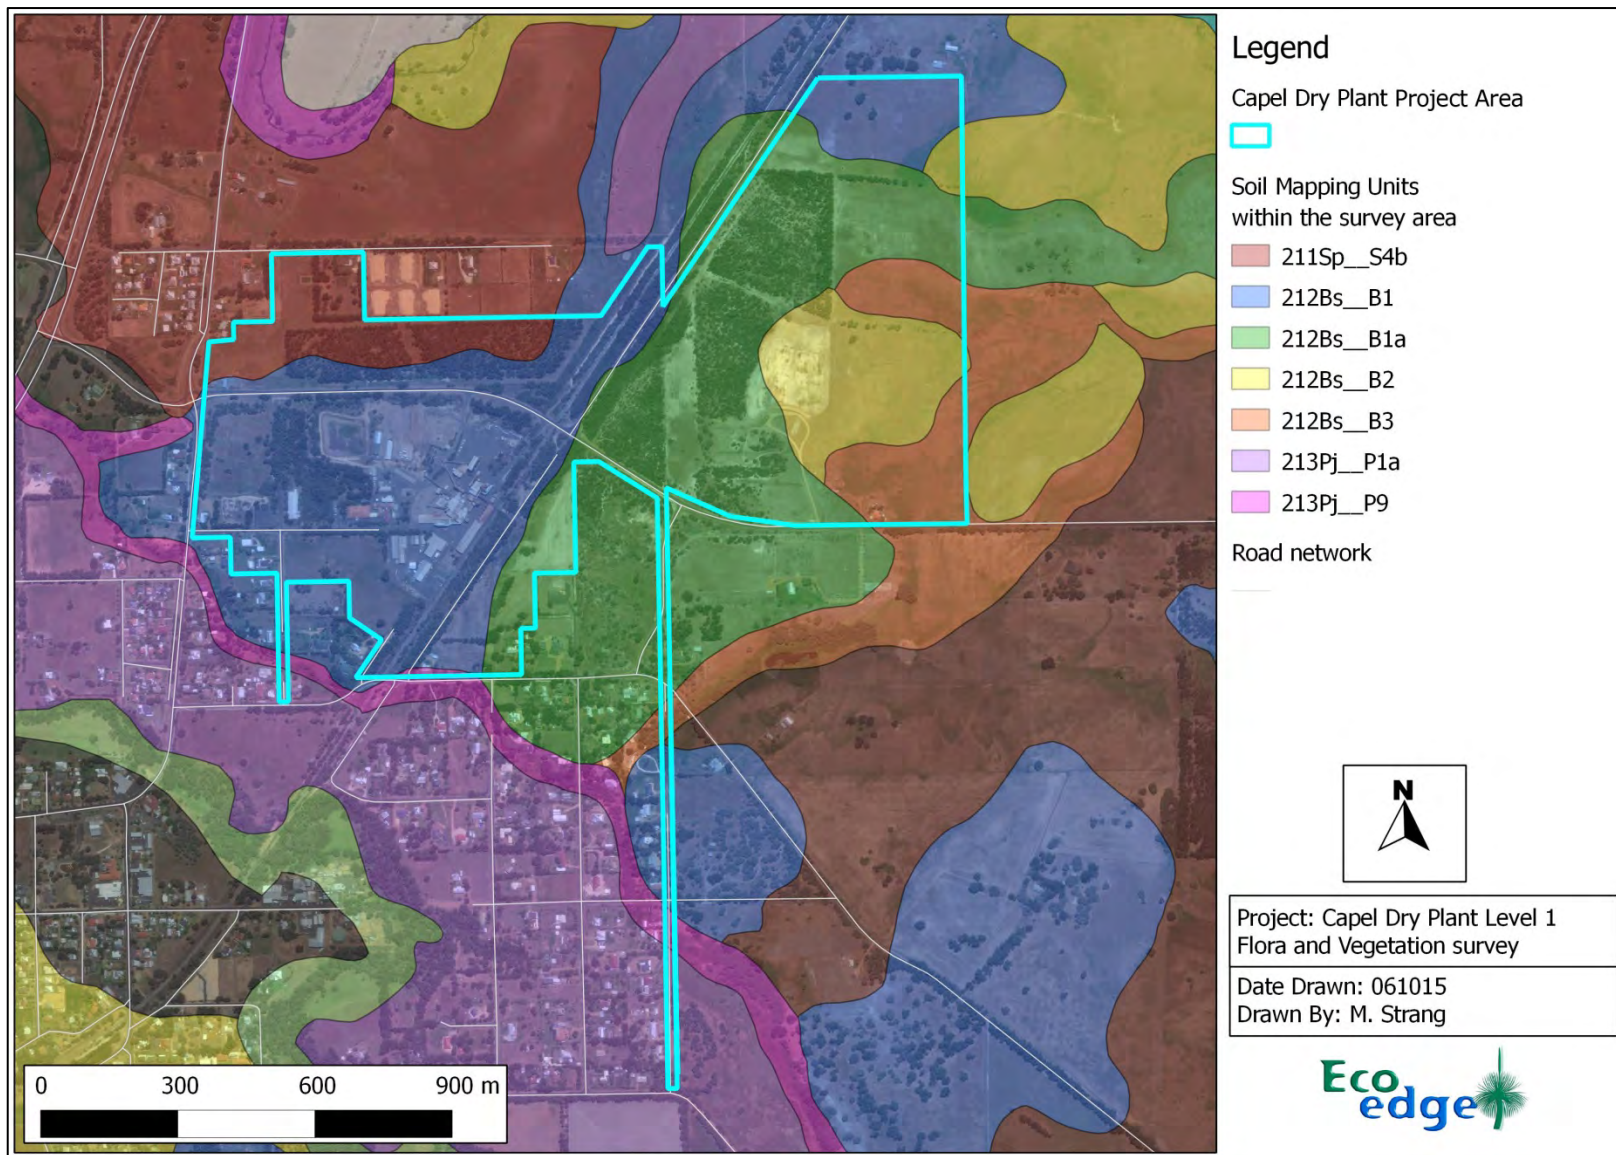 Legend
Capel Dry Plant Project Area
Soil Mapping Units
within the survey area
211Sp__S4b
212Bs__B1
212Bs__B1a
212Bs__B2
212Bs__B3
213Pj__P1a
213Pj__P9
Road network
N
Project: Capel Dry Plant Level 1
Flora and Vegetation survey
Date Drawn: 061015
Drawn By: M. Strang
Eco
edge
0 300 600 900 m